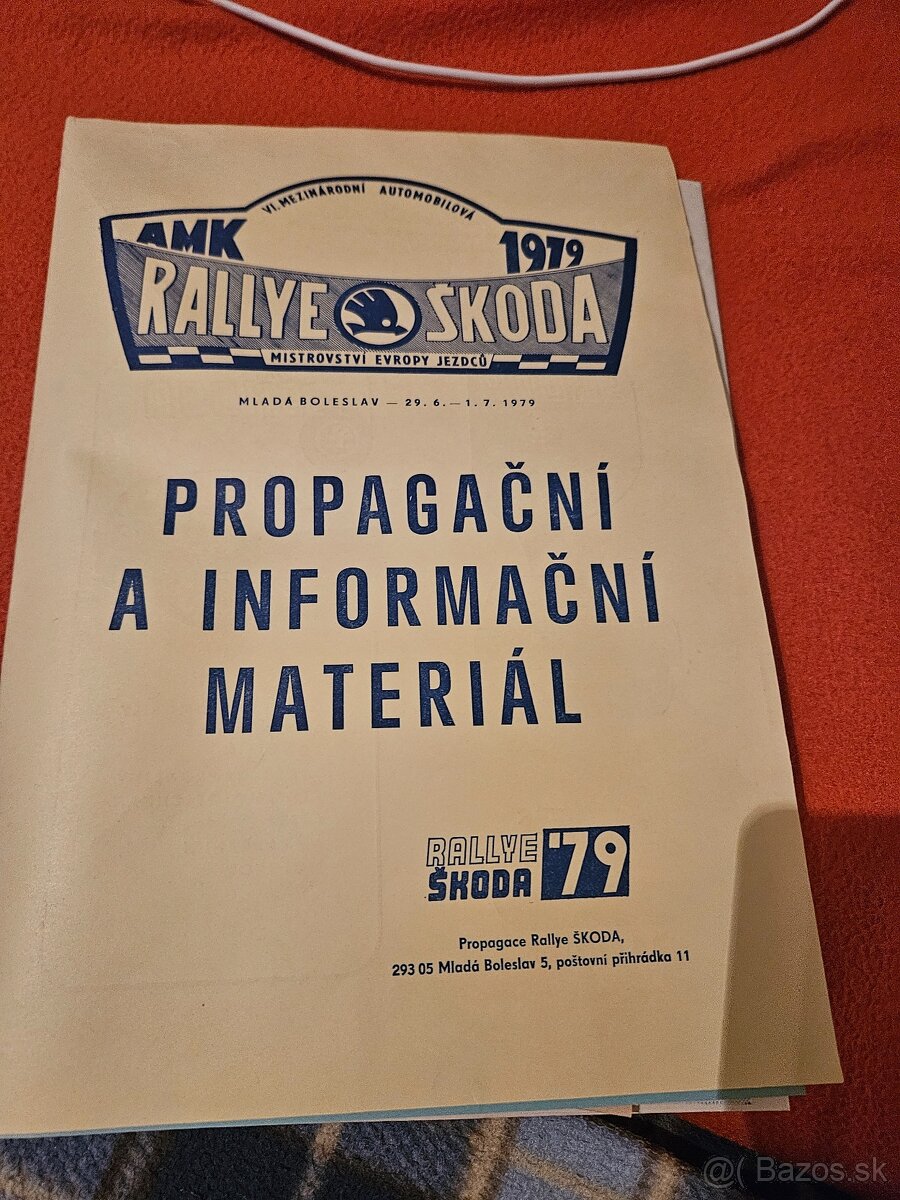 VI. MEZINÁRODNÍ AUTOMOBILOVÁ
AMK 1979
RALLYE ŠKODA
MISTROVSTVÍ EVROPY JEZDCŮ
MLADÁ BOLESLAV — 29. 6. — 1. 7. 1979
PROPAGAČNÍ
A INFORMAČNÍ
MATERIÁL
RALLYE
ŠKODA '79
Propagace Rallye ŠKODA,
293 05 Mladá Boleslav 5, poštovní přihrádka 11
@( Bazos.sk